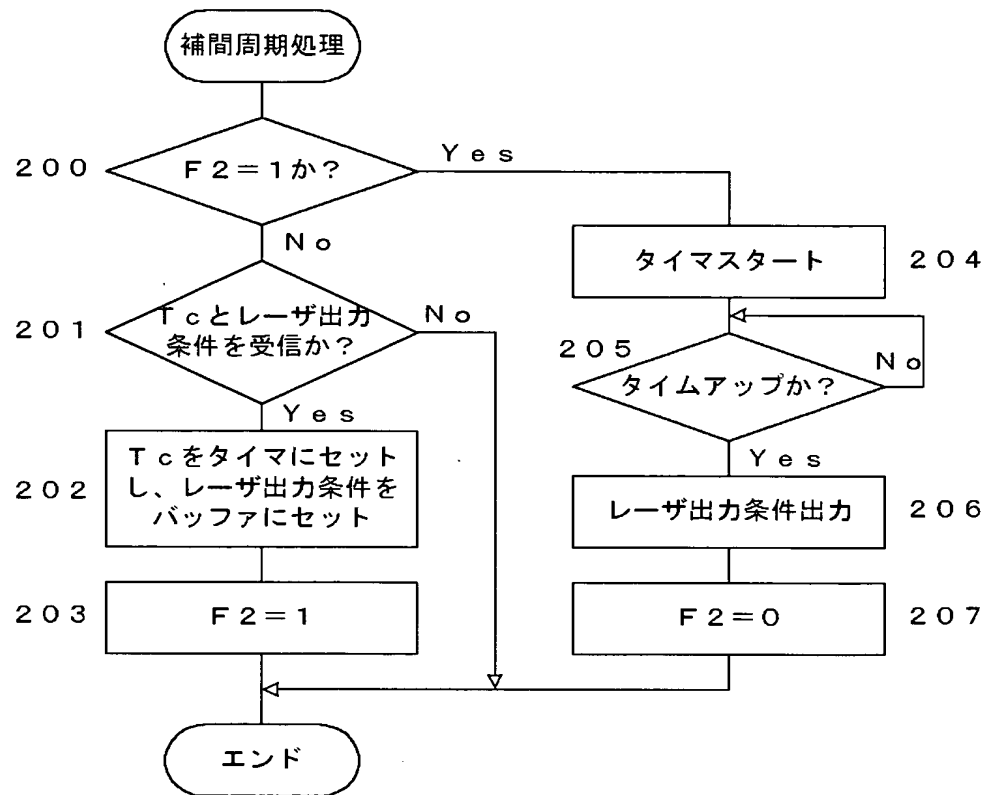 補間周期処理
200
F2=1か?
Yes
No
204
タイマスタート
201
Tcとレーザ出力
条件を受信か?
No
205
タイムアップか?
No
Yes
202
Tcをタイマにセット
し、レーザ出力条件を
バッファにセット
Yes
レーザ出力条件出力
206
203
F2=1
F2=0
207
エンド